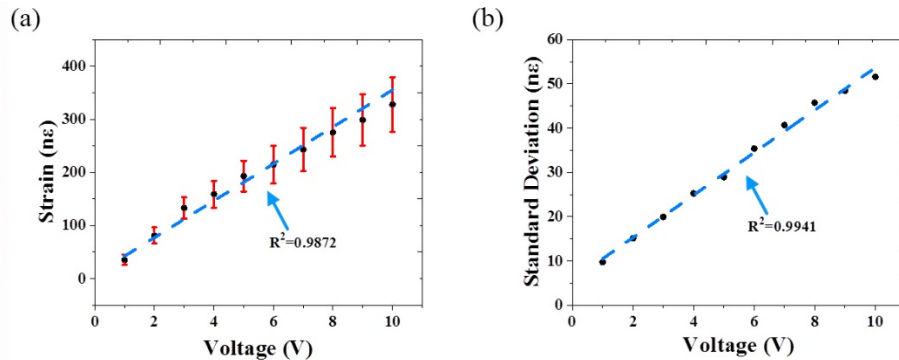 (a)
(b)
400
300
200
100
0
Strain (nε)
R²=0.9872
0 2 4 6 8 10
Voltage (V)
60
50
40
30
20
10
0
Standard Deviation (nε)
R²=0.9941
0 2 4 6 8 10
Voltage (V)